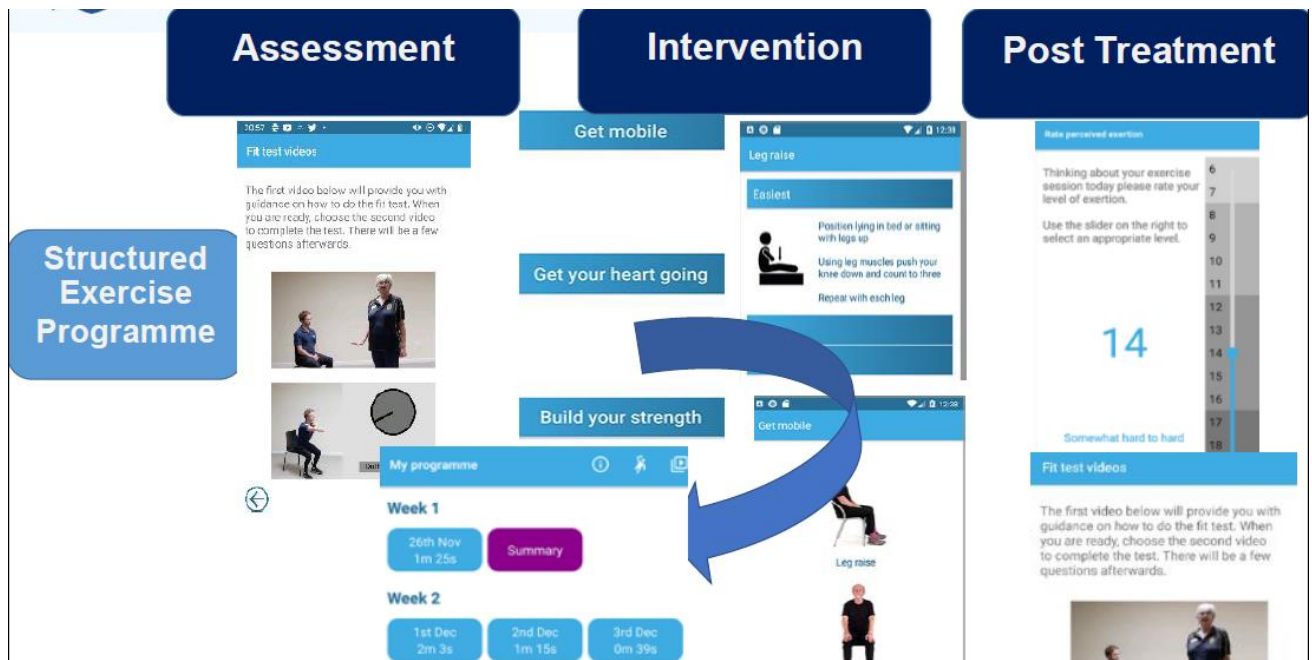 Assessment
Intervention
Post Treatment
Structured
Exercise
Programme
20:57
Fit test videos
The first video below will provide you with
guidance on how to do the fit test. When
you are ready, choose the second video
to complete the test. There will be a few
questions afterwards.
Get mobile
Get your heart going
Build your strength
My programme
Week 1
26th Nov
1m 25s
Summary
Week 2
1st Dec
2m 3s
2nd Dec
1m 15s
3rd Dec
0m 39s
12:38
Leg raise
Easiest
Position lying in bed or sitting
with legs up
Using leg muscles push your
knee down and count to three
Repeat with each leg
12:38
Get mobile
Leg raise
Rate perceived exertion
Thinking about your exercise
session today please rate your
level of exertion.
Use the slider on the right to
select an appropriate level.
14
Somewhat hard to hard
6
7
8
9
10
11
12
13
14
15
16
17
18
Fit test videos
The first video below will provide you with
guidance on how to do the fit test. When
you are ready, choose the second video
to complete the test. There will be a few
questions afterwards.